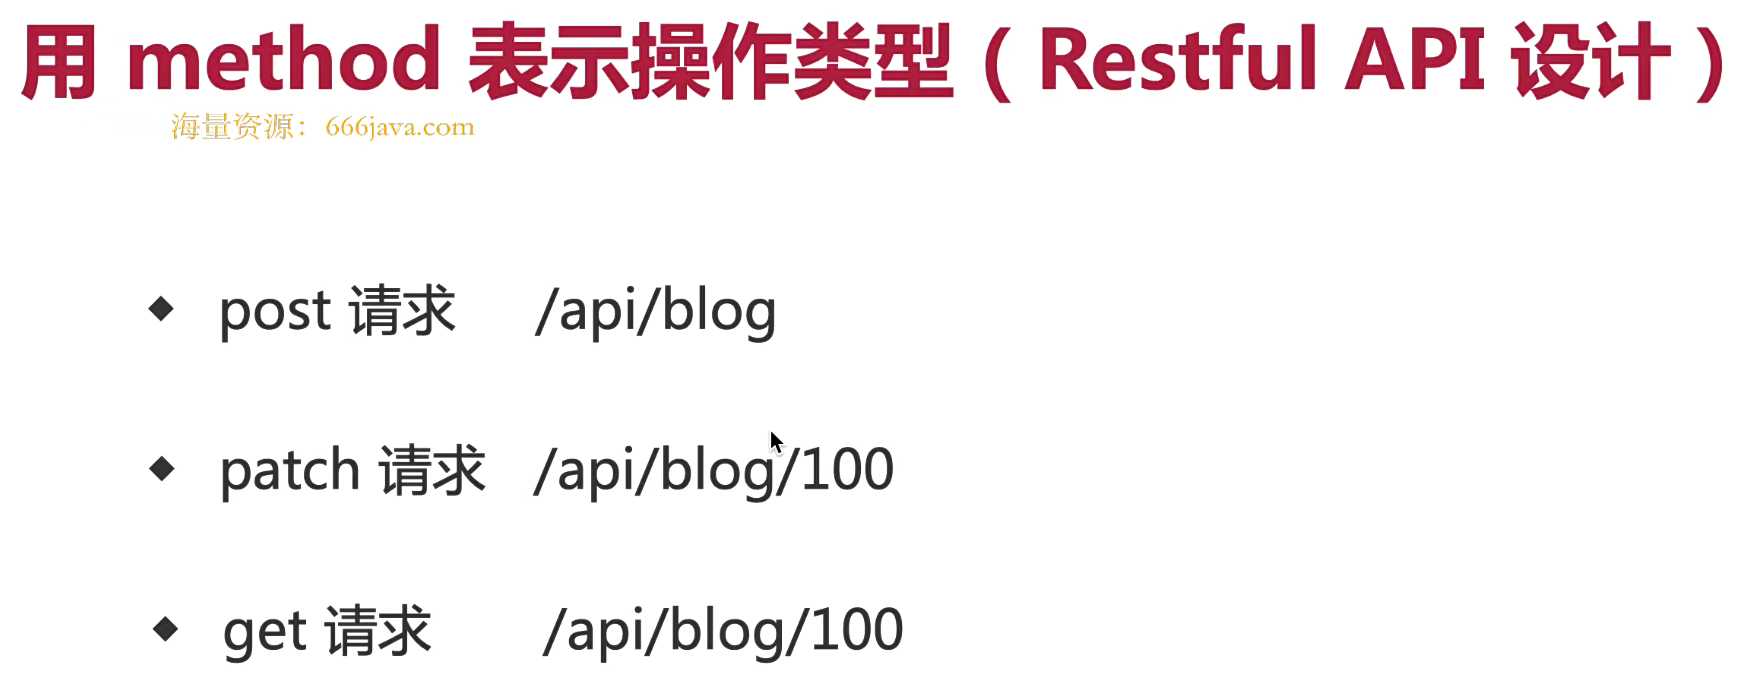 用 method 表示操作类型（Restful API 设计）
海量资源：666java.com
◆ post 请求 /api/blog
◆ patch 请求 /api/blog/100
◆ get 请求 /api/blog/100